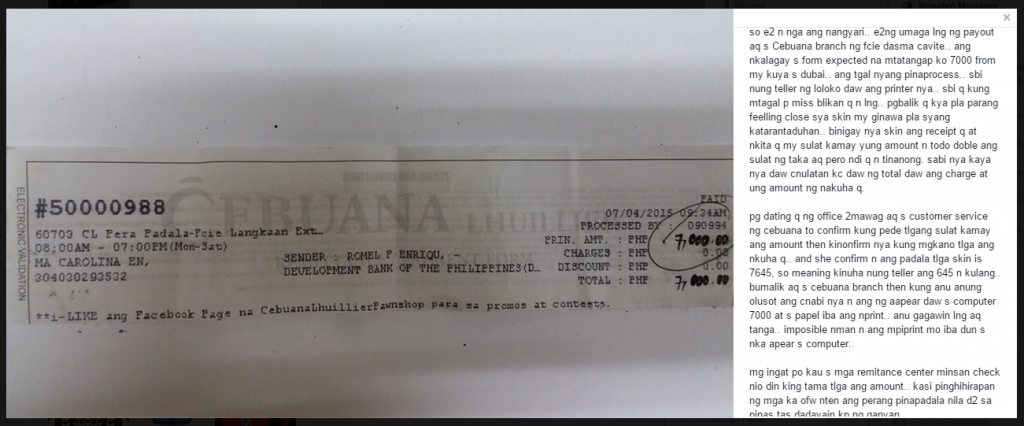 ELECTRONIC VALIDATION
CEBUANA LHUILLIER
#50000988
60703 CL Pera Padala-Fcie Langkaan Ext…
08:00AM - 07:00PM(Mon-Sat)
MA CAROLINA EN,
304030293532
SENDER : ROMEL F ENRIQU, -
DEVELOPMENT BANK OF THE PHILIPPINES(D…
PAID
07/04/2015 09:34AM)
PROCESSED BY : 090994
PRIN. AMT. : PHP 7,000.00
CHARGES : PHP 0.00
DISCOUNT : PHP 0.00
TOTAL : PHP 7,000.00
**i-LIKE ang Facebook Page na CebuanaLhuillierPawnshop para sa promos at contests.
×
so e2 n nga ang nangyari.. e2ng umaga lng ng payout
aq s Cebuana branch ng fcie dasma cavite.. ang
nkalagay s form expected na mtatangap ko 7000 from
my kuya s dubai.. ang tgal nyang pinaprocess.. sbi
nung teller ng loloko daw ang printer nya.. sbi q kung
mtagal p miss blikan q n lng.. pgbalik q kya pla parang
feelling close sya skin my ginawa pla syang
katarantaduhan.. binigay nya skin ang receipt q at
nkita q my sulat kamay yung amount n todo doble ang
sulat ng taka aq pero ndi q n tinanong. sabi nya kaya
nya daw cnulatan kc daw ng total daw ang charge at
ung amount ng nakuha q.
pg dating q ng office 2mawag aq s customer service
ng cebuana to confirm kung pede tlgang sulat kamay
ang amount then kinonfirm nya kung mgkano tlga ang
nkuha q.. and she confirm n ang padala tlga skin is
7645, so meaning kinuha nung teller ang 645 n kulang..
bumalik aq s cebuana branch then kung anu anung
olusot ang cnabi nya n ang ng aapear daw s computer
7000 at s papel iba ang nprint.. anu gagawin lng aq
tanga.. imposible nman n ang mpiprint mo iba dun s
nka apear s computer..
mg ingat po kau s mga remitance center minsan check
nio din king tama tlga ang amount.. kasi pinghihirapan
ng mga ka ofw nten ang perang pinapadala nila d2 sa
pinas tas dadayain kp ng ganyan